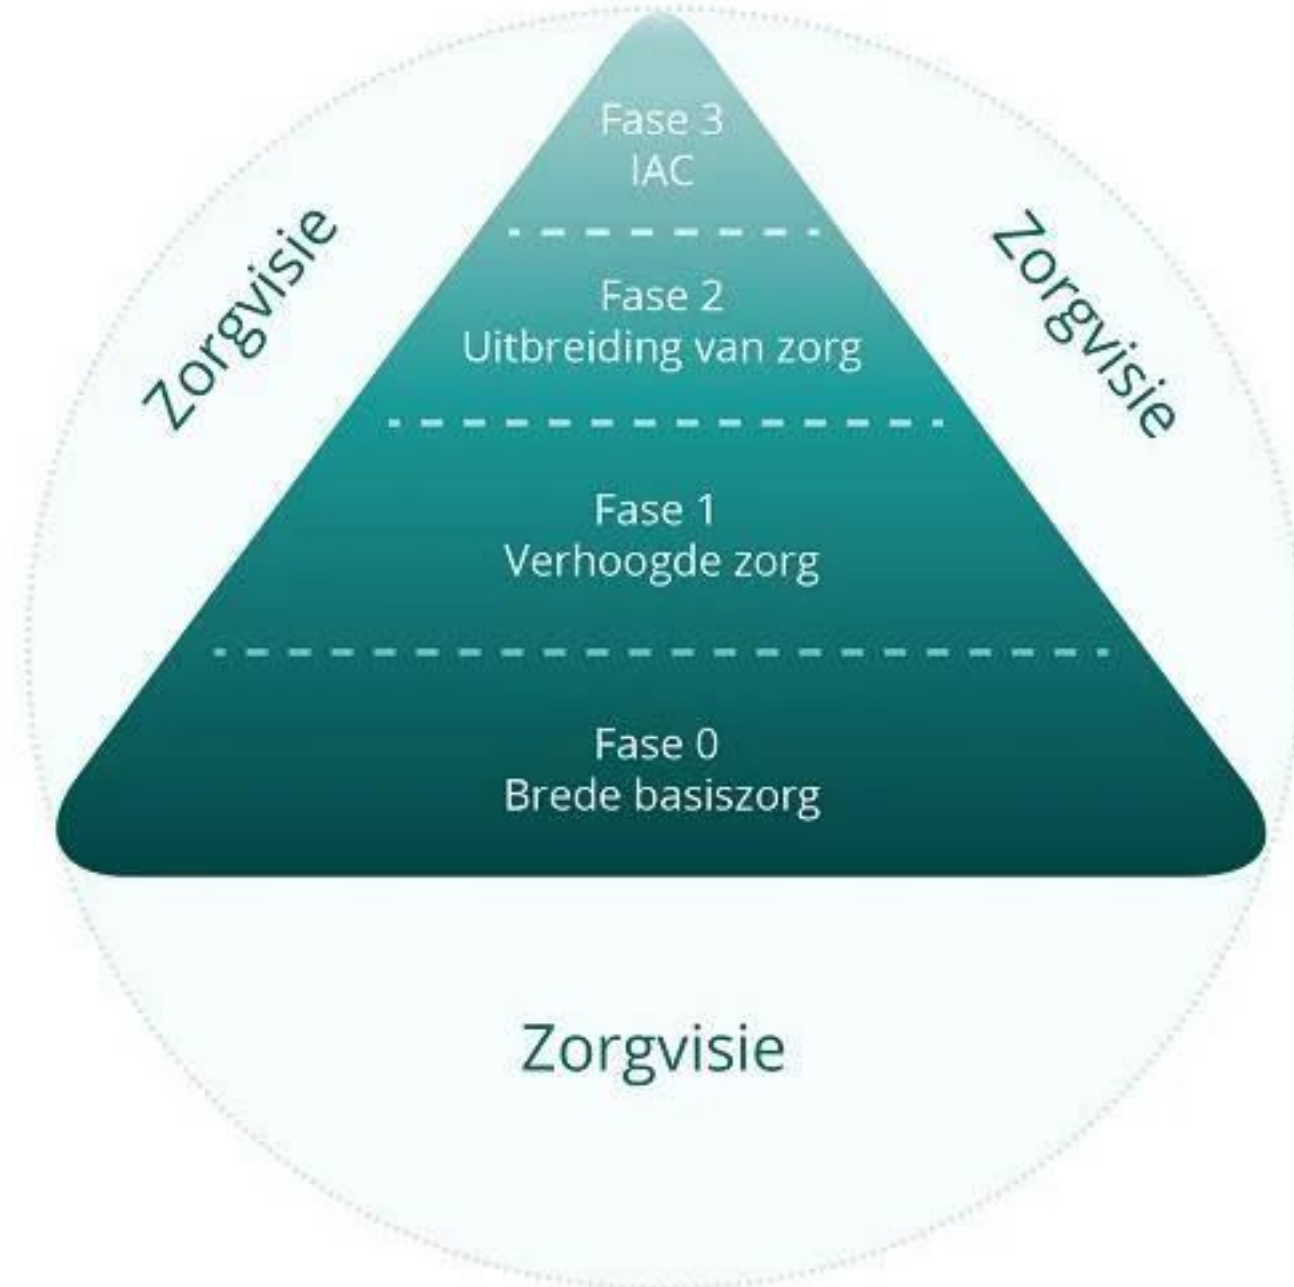 Fase 3
IAC
Zorgvisie
Zorgvisie
Fase 2
Uitbreiding van zorg
Fase 1
Verhoogde zorg
Fase 0
Brede basiszorg
Zorgvisie